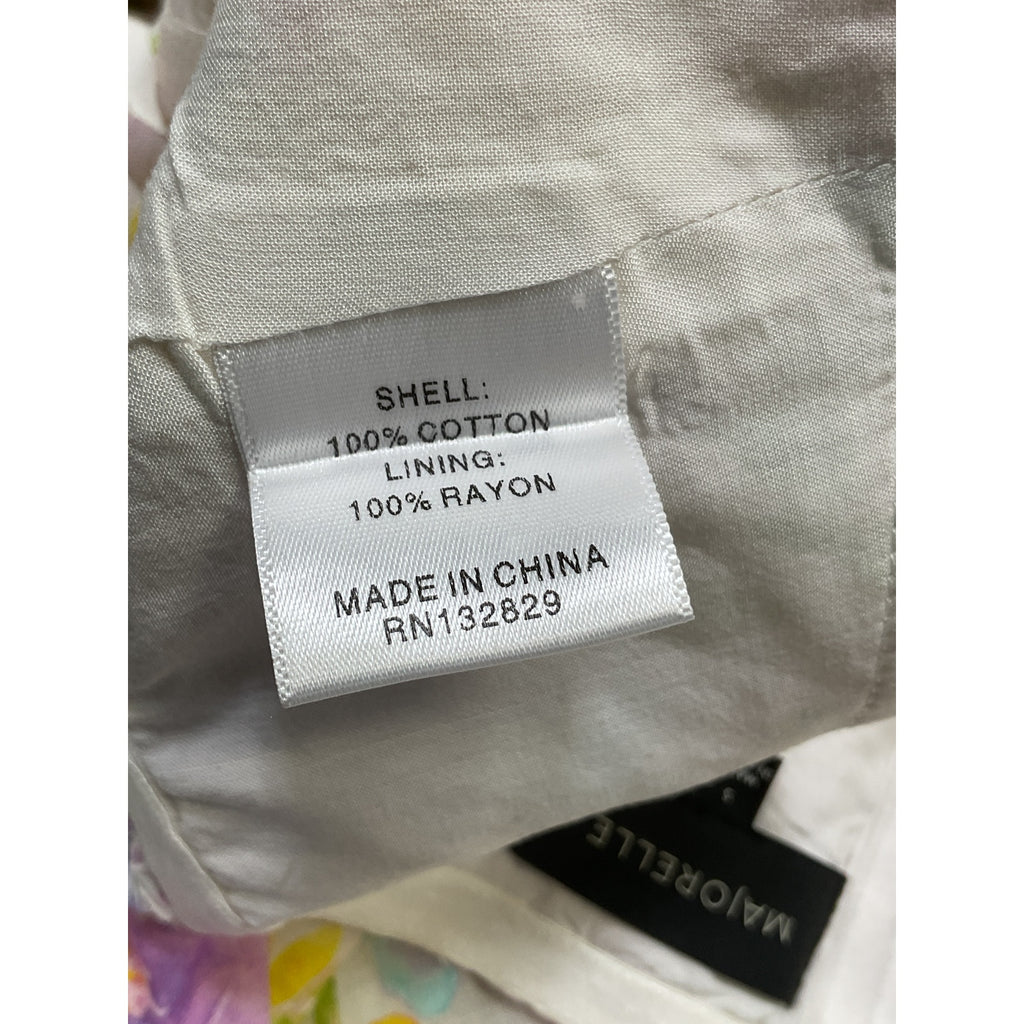 SHELL:
100% COTTON
LINING:
100% RAYON
MADE IN CHINA
RN132829
MAJORELLE